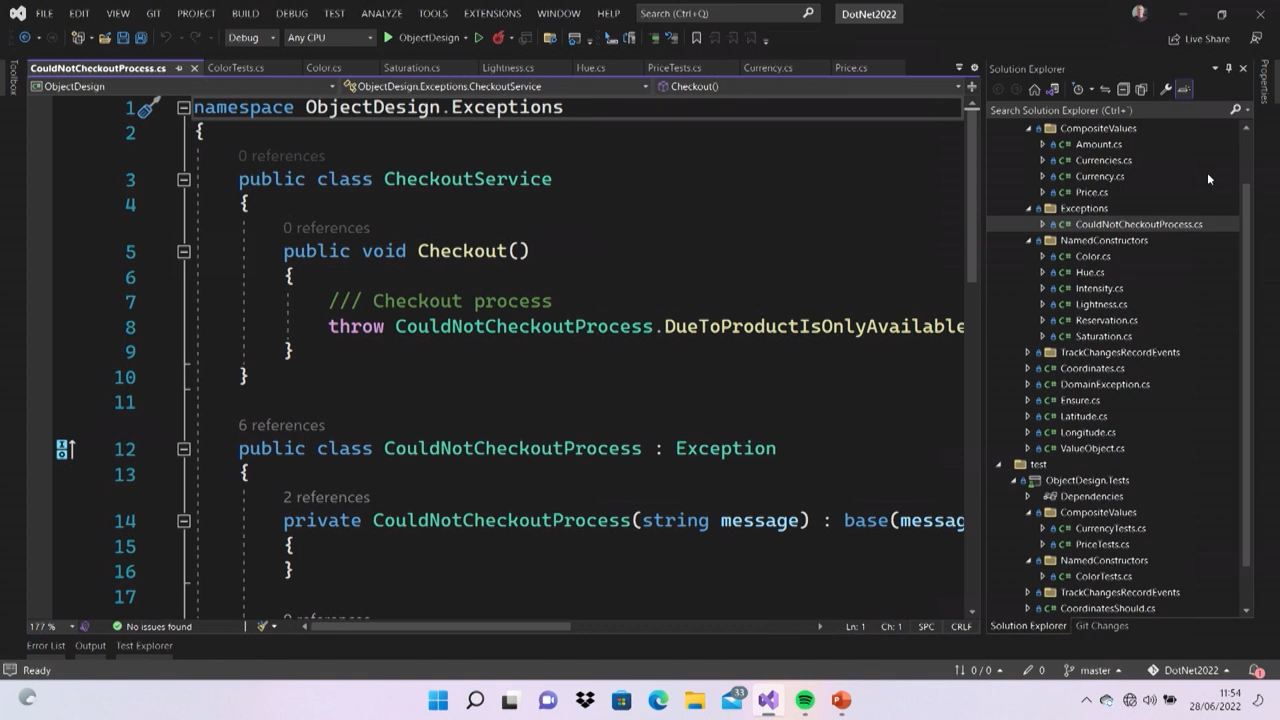 FILE EDIT VIEW GIT PROJECT BUILD DEBUG TEST ANALYZE TOOLS EXTENSIONS WINDOW HELP Search (Ctrl+Q) DotNet2022
Debug Any CPU ObjectDesign Live Share
CouldNotCheckoutProcess.cs ColorTests.cs Color.cs Saturation.cs Lightness.cs Hue.cs PriceTests.cs Currency.cs Price.cs
ObjectDesign ObjectDesign.Exceptions.CheckoutService Checkout()
Toolbox
1 namespace ObjectDesign.Exceptions
2 {
0 references
3 public class CheckoutService
4 {
0 references
5 public void Checkout()
6 {
7 /// Checkout process
8 throw CouldNotCheckoutProcess.DueToProductIsOnlyAvailable
9 }
10 }
11
6 references
12 public class CouldNotCheckoutProcess : Exception
13 {
2 references
14 private CouldNotCheckoutProcess(string message) : base(messag
15 {
16 }
17
177 % No issues found Ln: 1 Ch: 1 SPC CRLF
Error List Output Test Explorer
Solution Explorer
Search Solution Explorer (Ctrl+¨)
CompositeValues
C# Amount.cs
C# Currencies.cs
C# Currency.cs
C# Price.cs
Exceptions
C# CouldNotCheckoutProcess.cs
NamedConstructors
C# Color.cs
C# Hue.cs
C# Intensity.cs
C# Lightness.cs
C# Reservation.cs
C# Saturation.cs
TrackChangesRecordEvents
C# Coordinates.cs
C# DomainException.cs
C# Ensure.cs
C# Latitude.cs
C# Longitude.cs
C# ValueObject.cs
test
ObjectDesign.Tests
Dependencies
CompositeValues
C# CurrencyTests.cs
C# PriceTests.cs
NamedConstructors
C# ColorTests.cs
TrackChangesRecordEvents
C# CoordinatesShould.cs
Solution Explorer Git Changes
Properties
Ready 0 / 0 0 master DotNet2022 1
33
11:54
28/06/2022